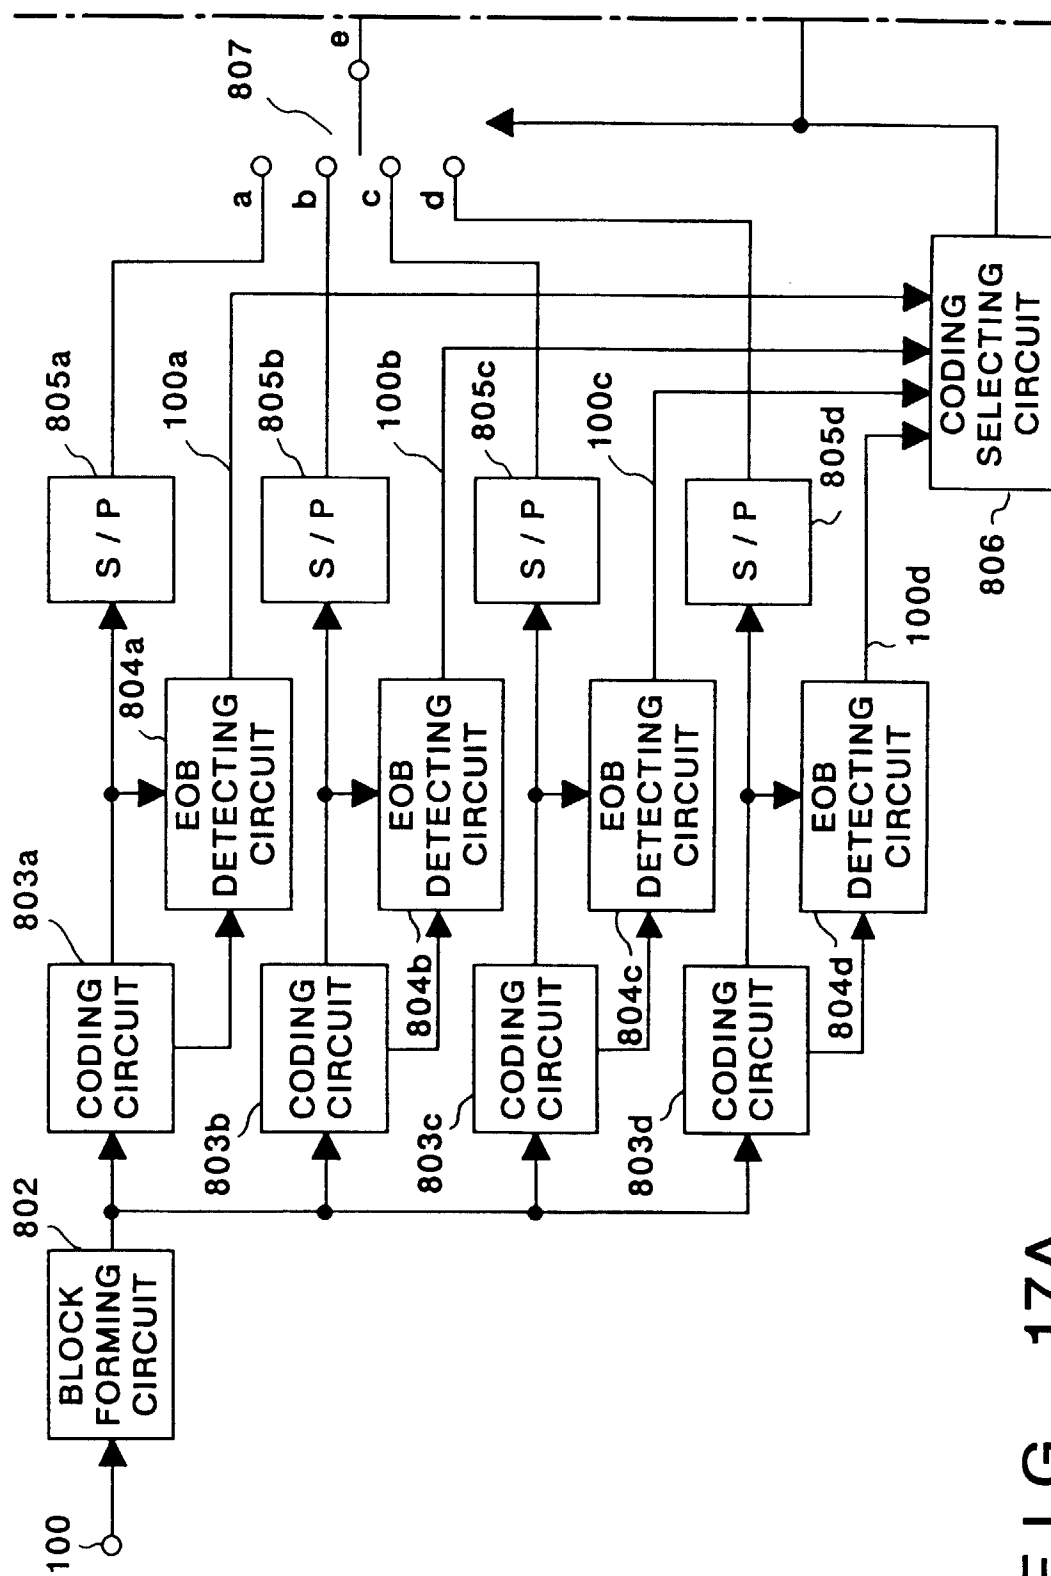 100
BLOCK
FORMING
CIRCUIT
802
CODING
CIRCUIT
803a
EOB
DETECTING
CIRCUIT
804a
S / P
805a
100a
CODING
CIRCUIT
803b
EOB
DETECTING
CIRCUIT
804b
S / P
805b
100b
CODING
CIRCUIT
803c
EOB
DETECTING
CIRCUIT
804c
S / P
805c
100c
CODING
CIRCUIT
803d
EOB
DETECTING
CIRCUIT
804d
S / P
805d
100d
a
b
c
d
e
807
CODING
SELECTING
CIRCUIT
806
FIG. 17A